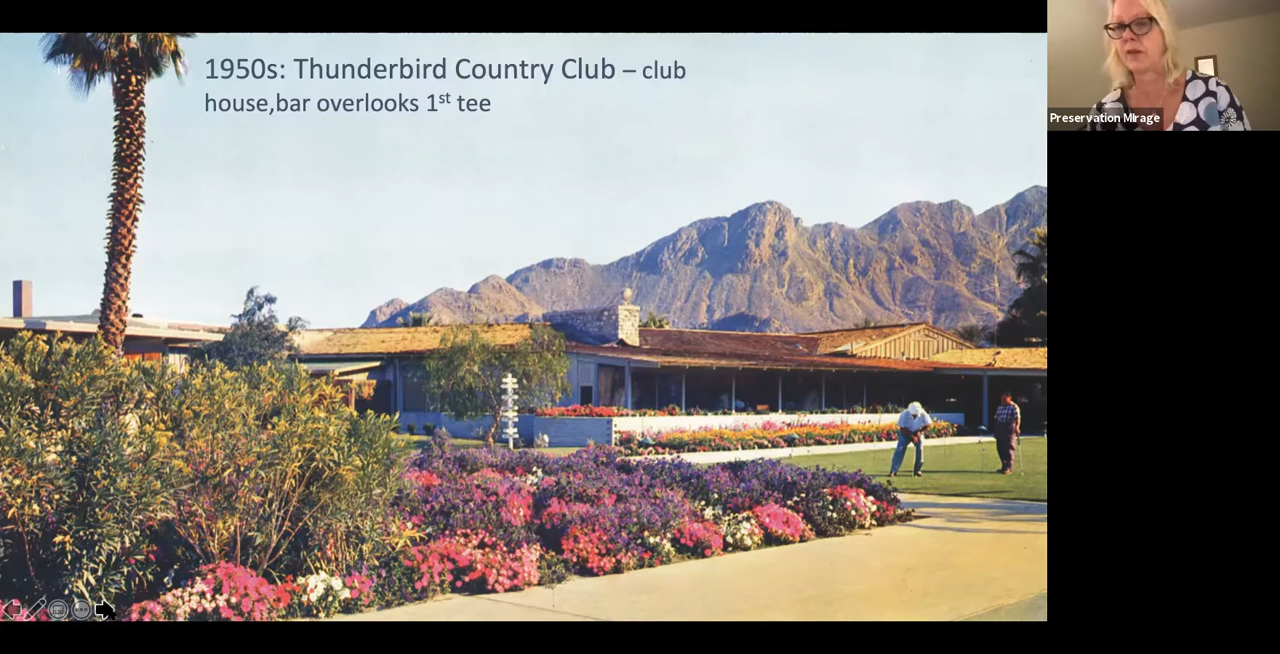 1950s: Thunderbird Country Club – club
house,bar overlooks 1st tee
Preservation MIrage